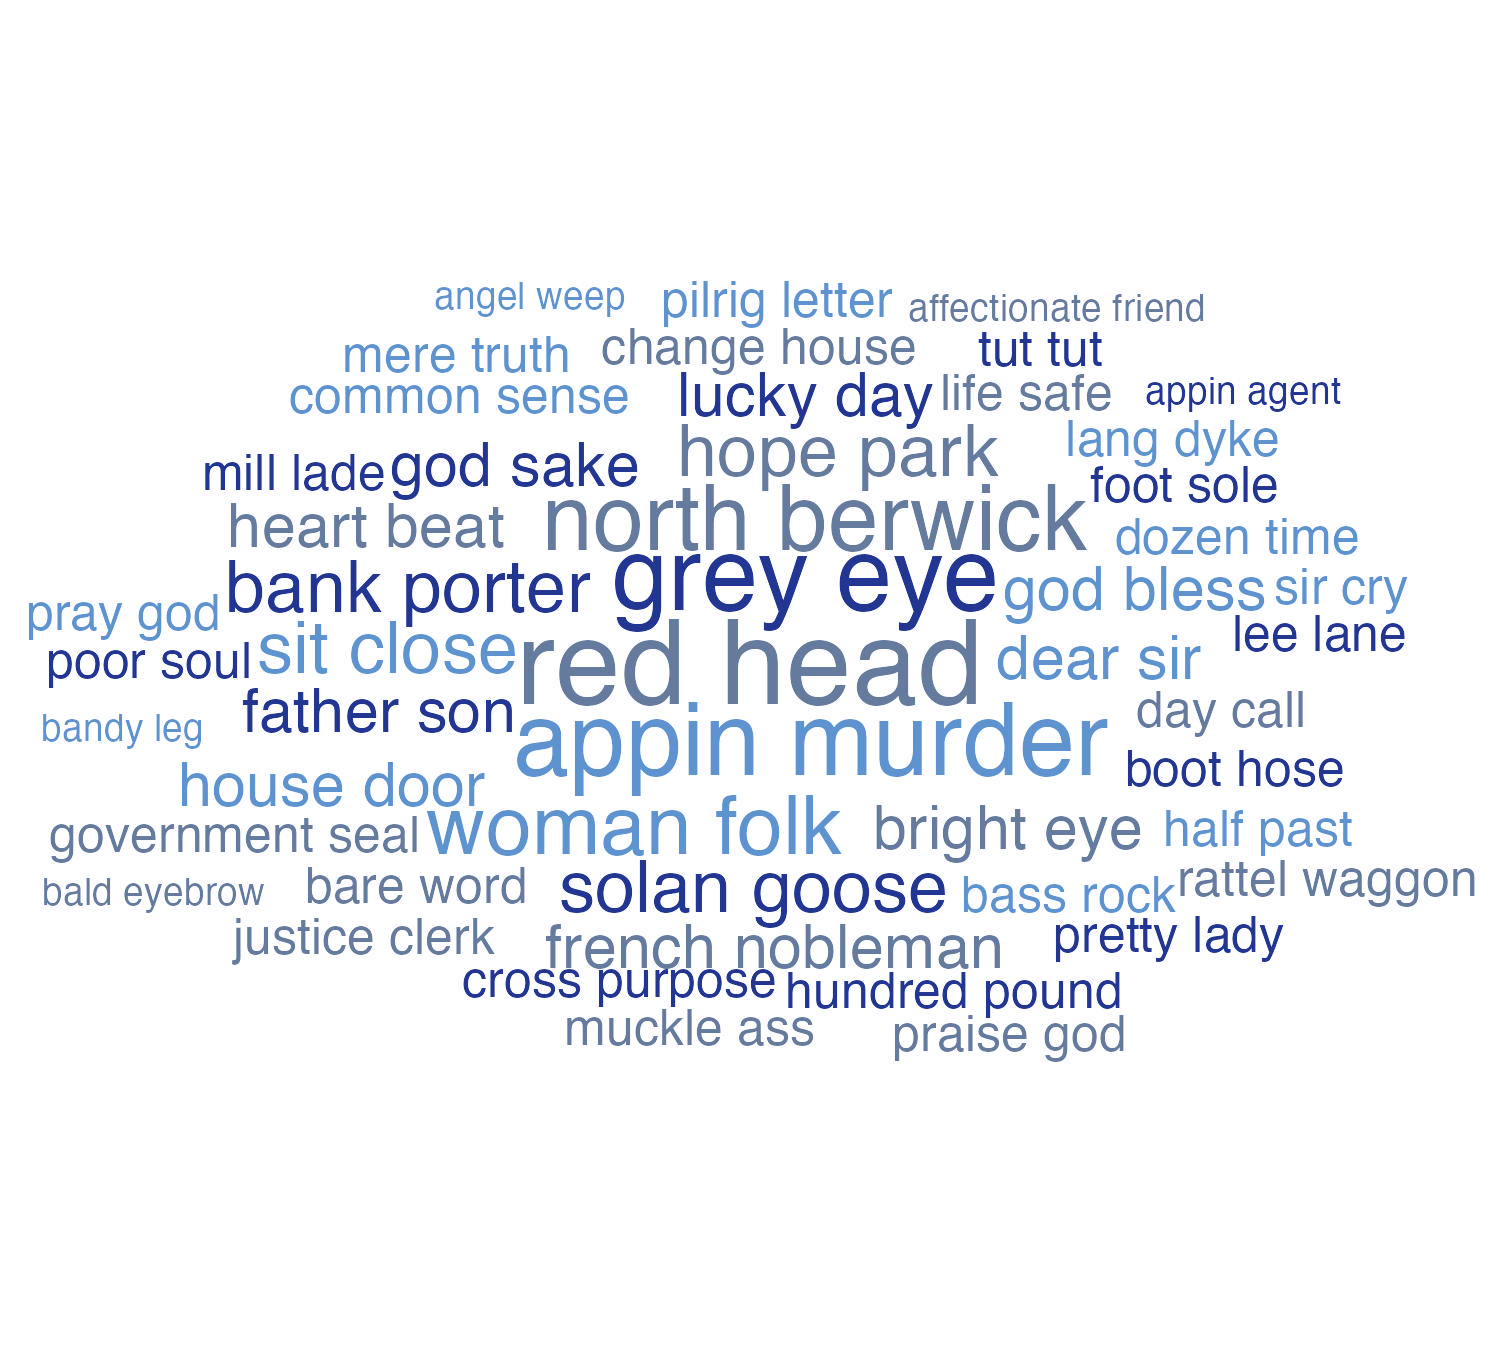 angel weep pilrig letter affectionate friend
mere truth change house tut tut
common sense lucky day life safe appin agent
mill lade god sake hope park lang dyke
foot sole
heart beat north berwick dozen time
bank porter grey eye god bless sir cry
pray god
poor soul sit close red head dear sir lee lane
bandy leg father son appin murder day call
house door boot hose
government seal woman folk bright eye half past
bald eyebrow bare word solan goose bass rock rattel waggon
justice clerk french nobleman pretty lady
cross purpose hundred pound
muckle ass praise god